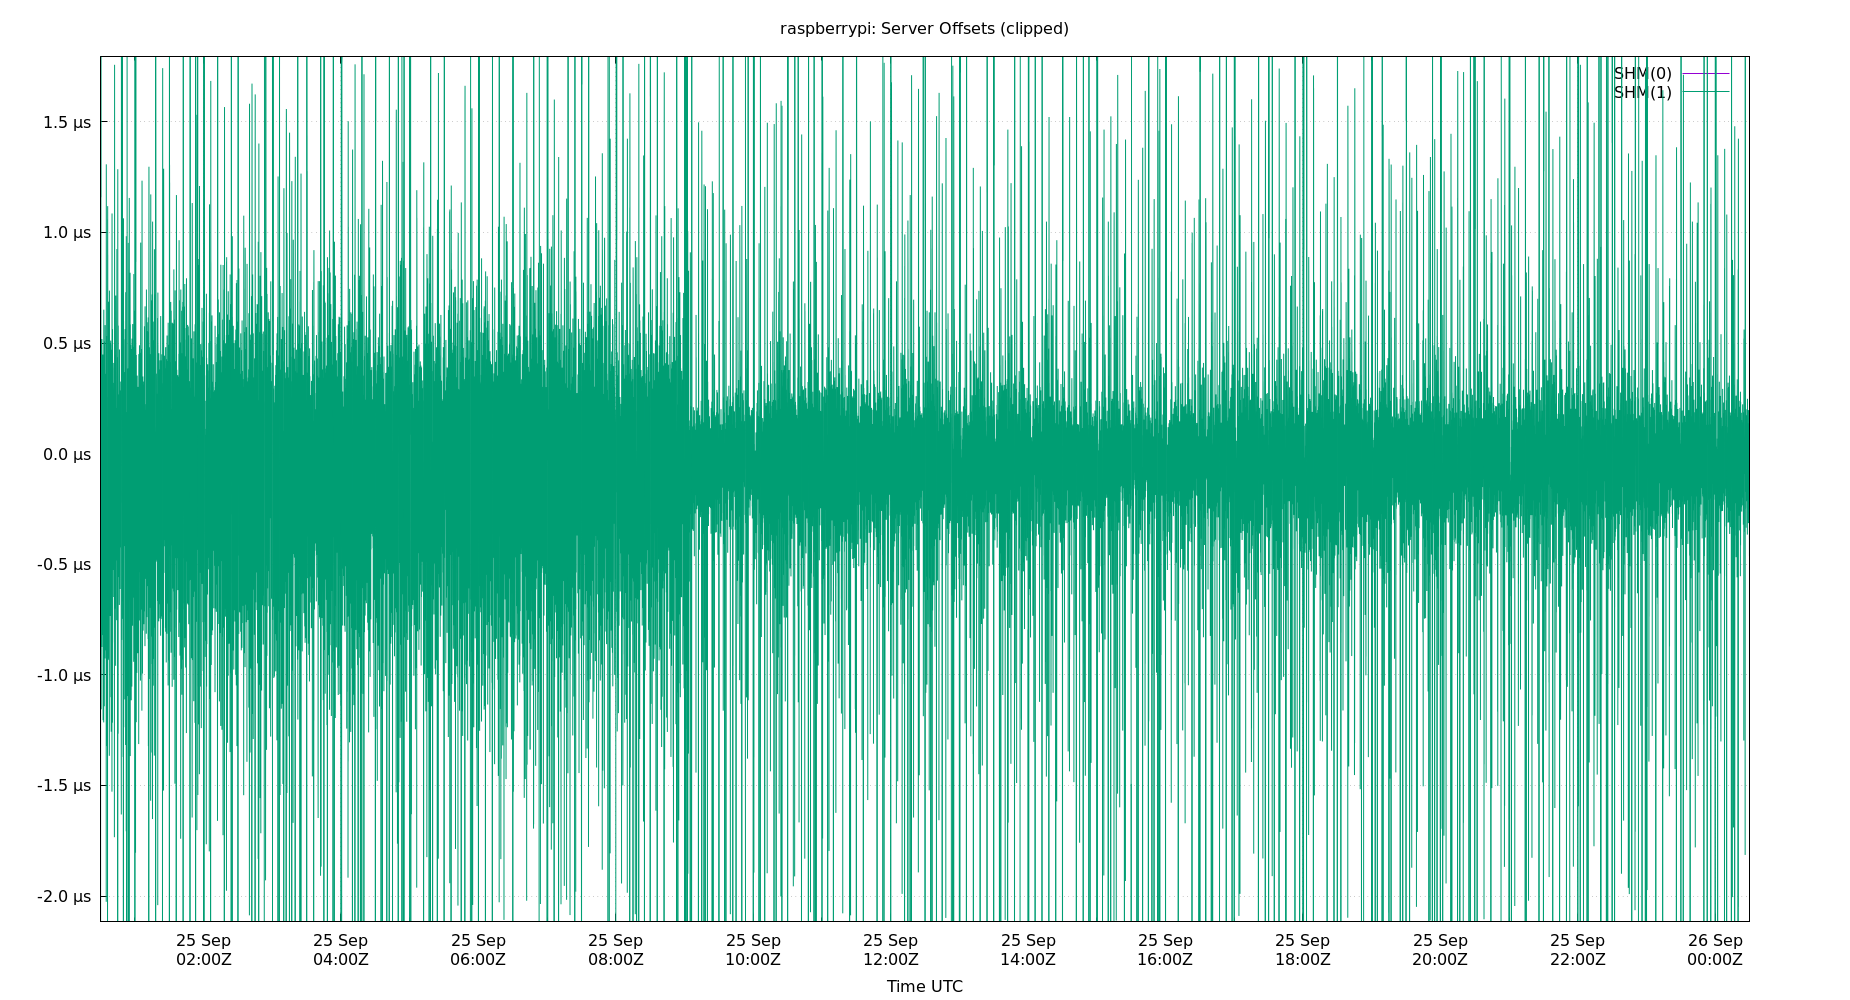 raspberrypi: Server Offsets (clipped)
SHM(0)
SHM(1)
1.5 µs
1.0 µs
0.5 µs
0.0 µs
-0.5 µs
-1.0 µs
-1.5 µs
-2.0 µs
25 Sep 25 Sep 25 Sep 25 Sep 25 Sep 25 Sep 25 Sep 25 Sep 25 Sep 25 Sep 25 Sep 26 Sep
02:00Z 04:00Z 06:00Z 08:00Z 10:00Z 12:00Z 14:00Z 16:00Z 18:00Z 20:00Z 22:00Z 00:00Z
Time UTC